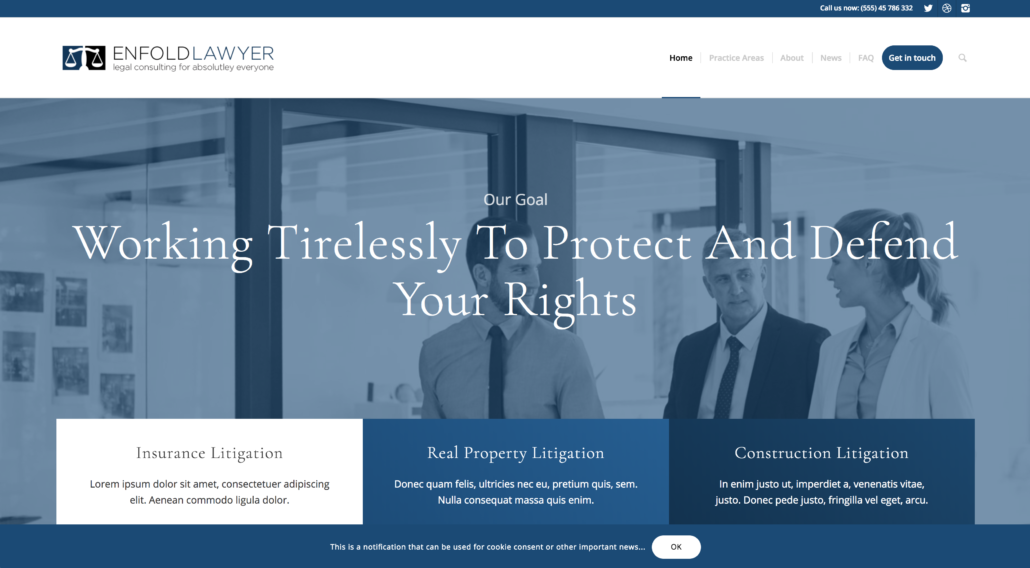 Call us now: (555) 45 786 332
ENFOLDLAWYER
legal consulting for absolutley everyone
Home
Practice Areas
About
News
FAQ
Get in touch
Our Goal
Working Tirelessly To Protect And Defend
Your Rights
Insurance Litigation
Lorem ipsum dolor sit amet, consectetuer adipiscing
elit. Aenean commodo ligula dolor.
Real Property Litigation
Donec quam felis, ultricies nec eu, pretium quis, sem.
Nulla consequat massa quis enim.
Construction Litigation
In enim justo ut, imperdiet a, venenatis vitae,
justo. Donec pede justo, fringilla vel eget, arcu.
This is a notification that can be used for cookie consent or other important news...
OK